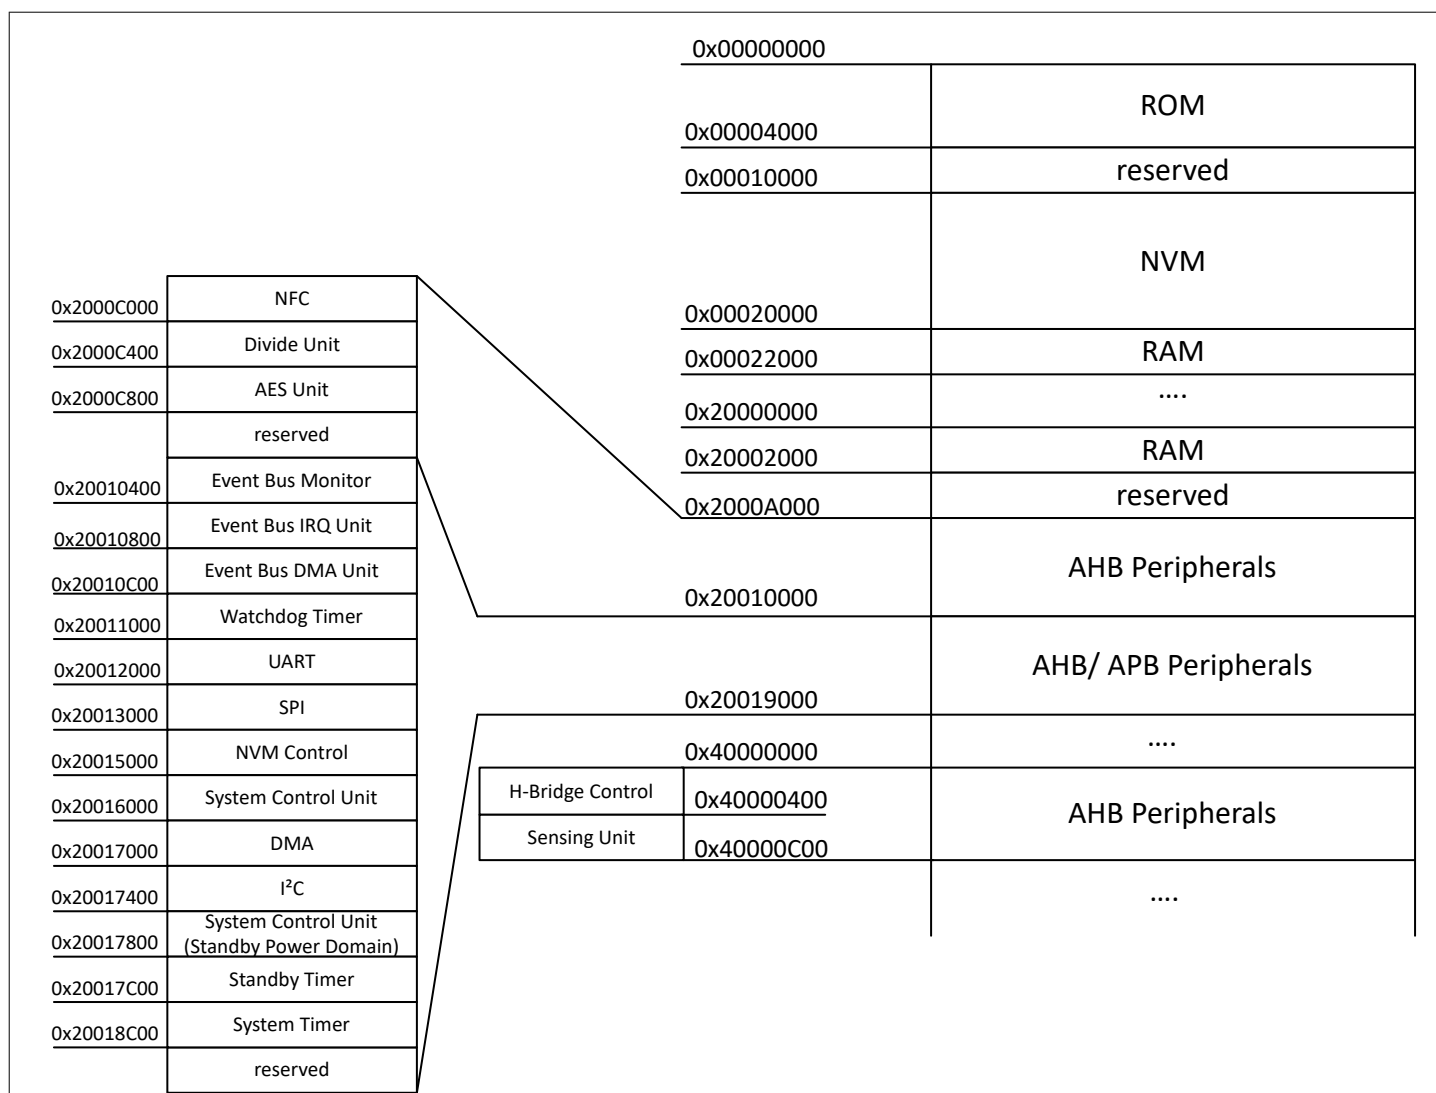 0x00000000
ROM
0x00004000
reserved
0x00010000
NVM
0x00020000
RAM
0x00022000
....
0x20000000
RAM
0x20002000
reserved
0x2000A000
AHB Peripherals
0x20010000
AHB/ APB Peripherals
0x20019000
....
0x40000000
AHB Peripherals
H-Bridge Control
0x40000400
Sensing Unit
0x40000C00
....
NFC
0x2000C000
Divide Unit
0x2000C400
AES Unit
0x2000C800
reserved
Event Bus Monitor
0x20010400
Event Bus IRQ Unit
0x20010800
Event Bus DMA Unit
0x20010C00
Watchdog Timer
0x20011000
UART
0x20012000
SPI
0x20013000
NVM Control
0x20015000
System Control Unit
0x20016000
DMA
0x20017000
I²C
0x20017400
System Control Unit
(Standby Power Domain)
0x20017800
Standby Timer
0x20017C00
System Timer
0x20018C00
reserved